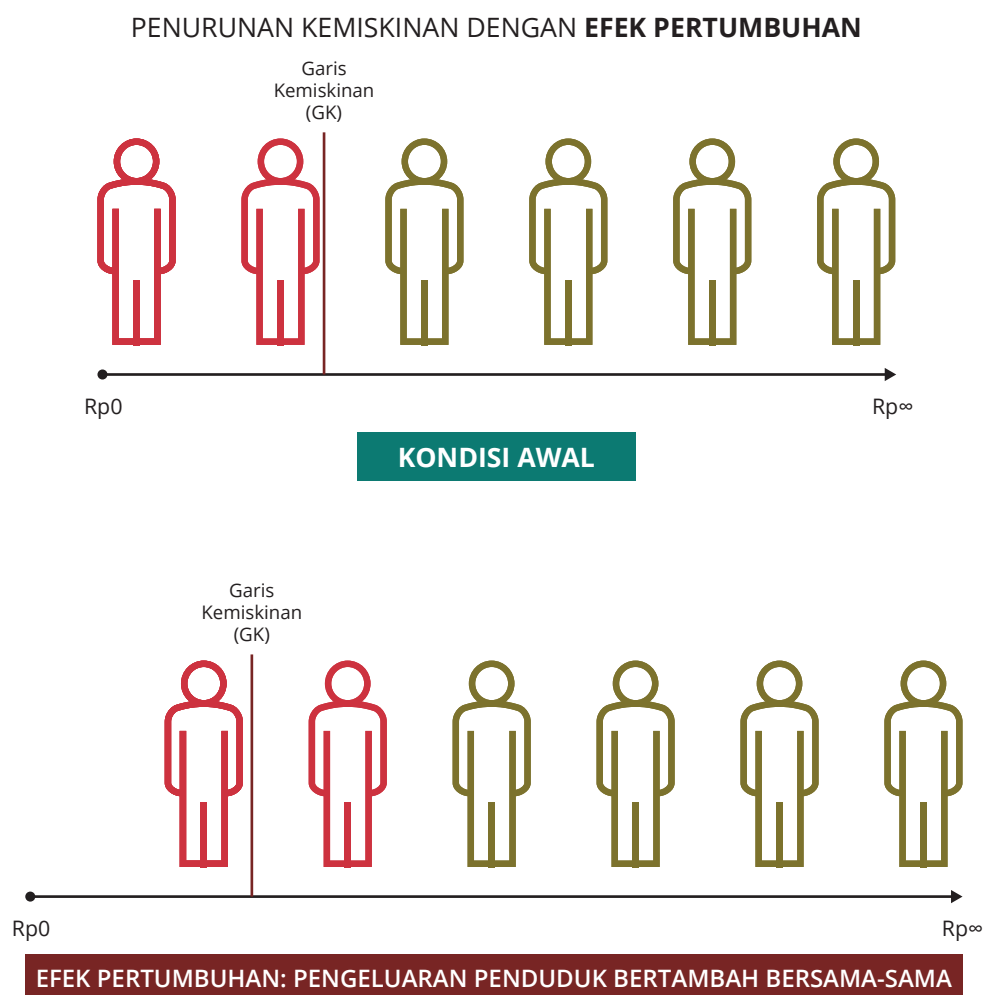 PENURUNAN KEMISKINAN DENGAN EFEK PERTUMBUHAN
Garis
Kemiskinan
(GK)
Rp0
Rp∞
KONDISI AWAL
Garis
Kemiskinan
(GK)
Rp0
Rp∞
EFEK PERTUMBUHAN: PENGELUARAN PENDUDUK BERTAMBAH BERSAMA-SAMA